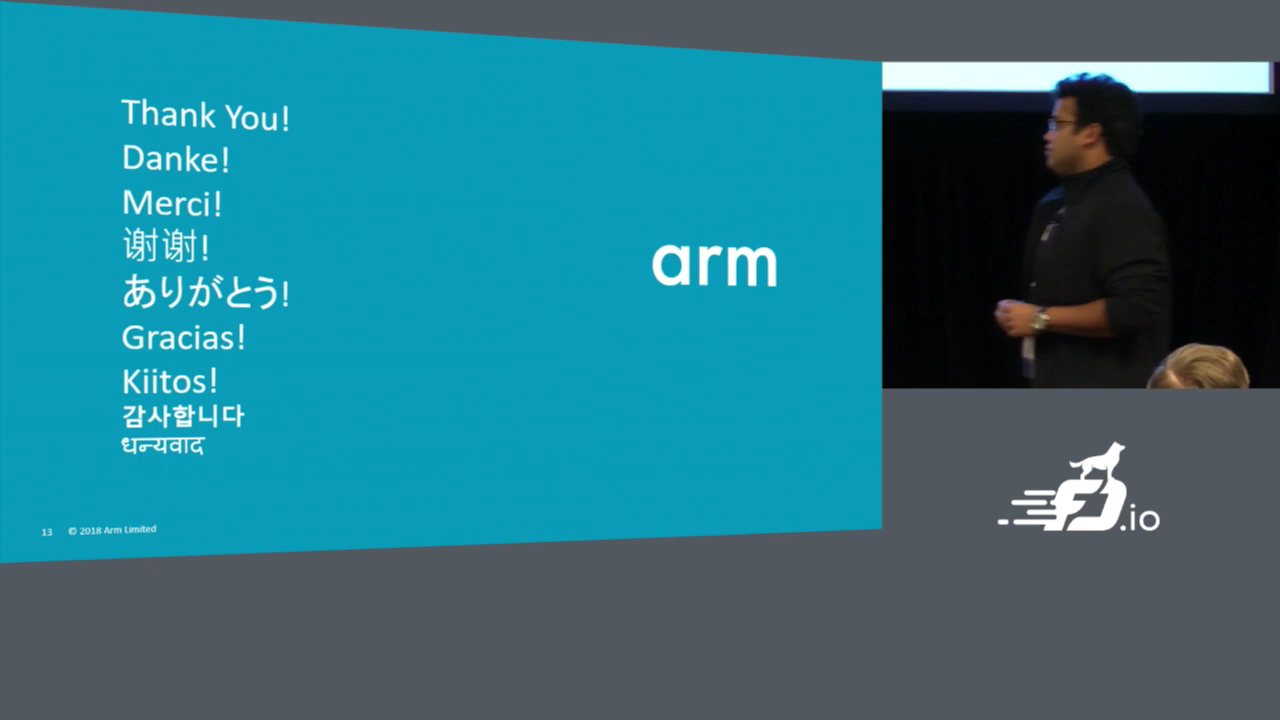 Thank You!
Danke!
Merci!
谢谢!
ありがとう!
Gracias!
Kiitos!
감사합니다
धन्यवाद
arm
13 © 2018 Arm Limited
FD.io